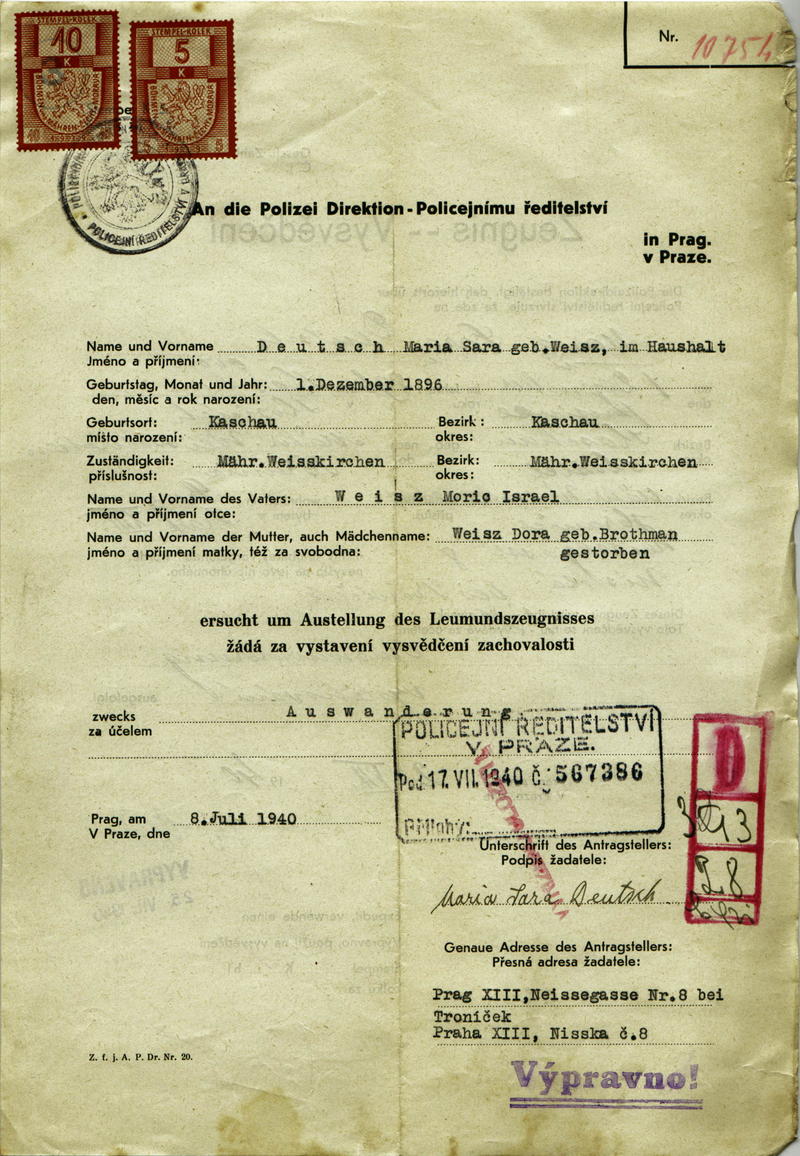 STEMPEL-KOLEK
10
K
STEMPEL-KOLEK
5
K
Nr. 10754
POLICEJNÍ ŘEDITELSTVÍ
An die Polizei Direktion - Policejnímu ředitelství
in Prag.
v Praze.
Name und Vorname Deutsch Maria Sara geb.Weisz, im Haushalt
Jméno a příjmení:
Geburtstag, Monat und Jahr: 1.Dezember 1896
den, měsíc a rok narození:
Geburtsort: Kaschau Bezirk: Kaschau
místo narození: okres:
Zuständigkeit: Mähr.Weisskirchen Bezirk: Mähr.Weisskirchen
příslušnost: okres:
Name und Vorname des Vaters: Weisz Moric Israel
jméno a příjmení otce:
Name und Vorname der Mutter, auch Mädchenname: Weisz Dora geb.Brothman
jméno a příjmení matky, též za svobodna: gestorben
ersucht um Austellung des Leumundszeugnisses
žádá za vystavení vysvědčení zachovalosti
zwecks Auswanderung.
za účelem
POLICEJNÍ ŘEDITELSTVÍ
V PRAZE.
Pod 17.VII.1940 č. 567386
Přílohy:
Prag, am 8.Juli 1940
V Praze, dne
Unterschrift des Antragstellers:
Podpis žadatele:
Maria Sara Deutsch
Genaue Adresse des Antragstellers:
Přesná adresa žadatele:
Prag XIII,Neissegasse Nr.8 bei
Troníček
Praha XIII, Nisska č.8
Z. f. j. A. P. Dr. Nr. 20.
Výpravno!